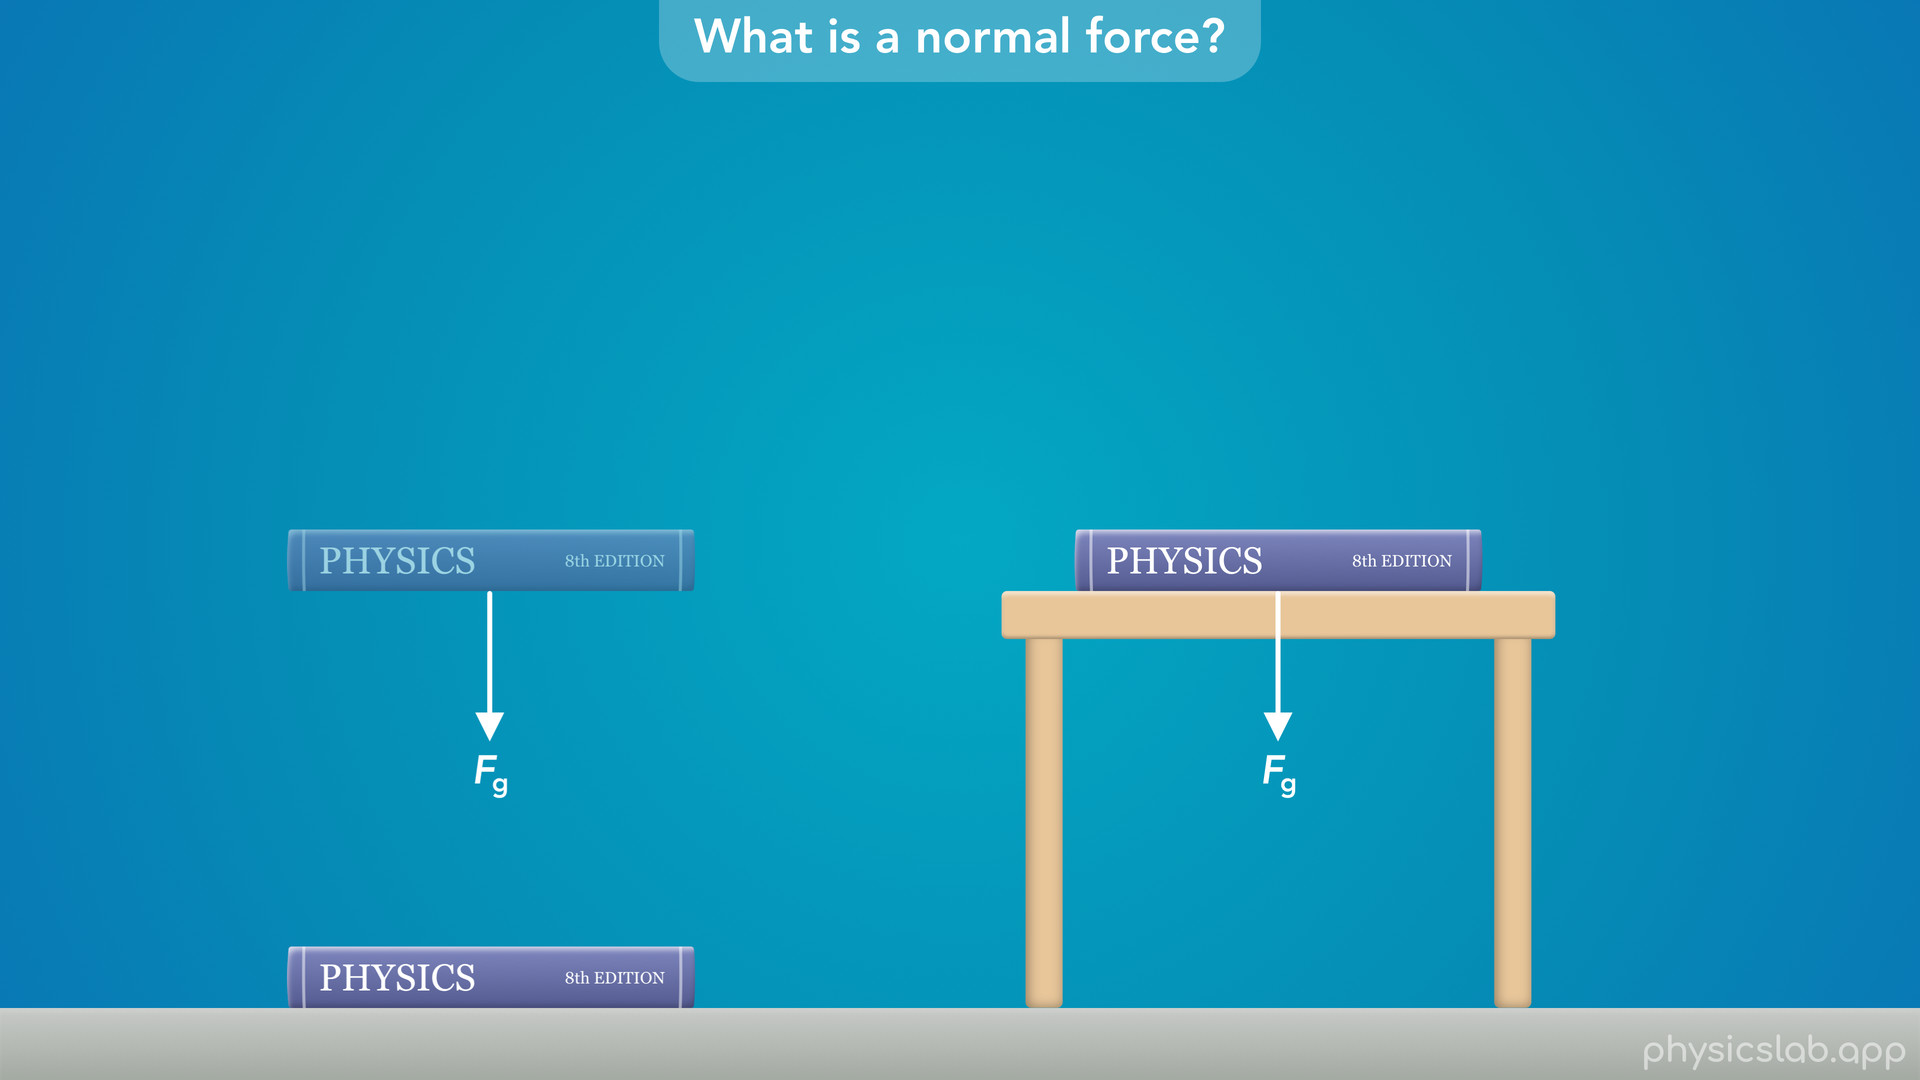 What is a normal force?
PHYSICS 8th EDITION
PHYSICS 8th EDITION
Fg
Fg
PHYSICS 8th EDITION
physicslab.app